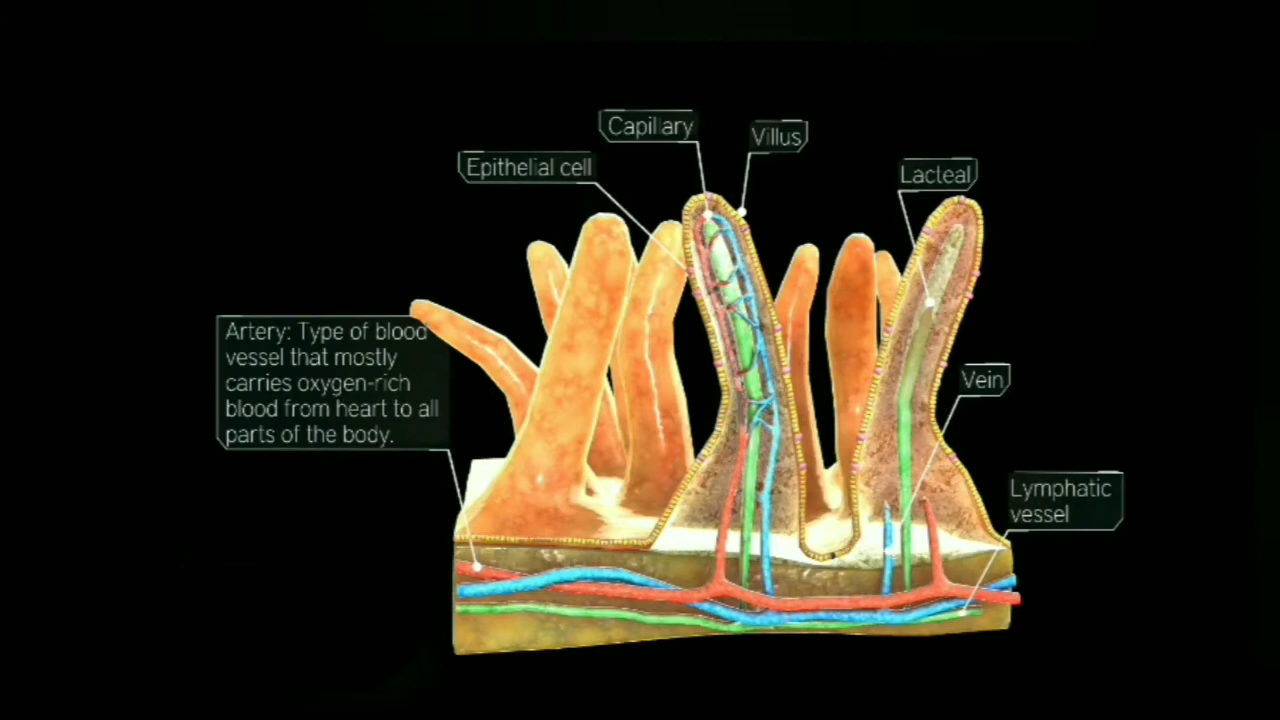 Capillary
Villus
Epithelial cell
Lacteal
Artery: Type of blood
vessel that mostly
carries oxygen-rich
blood from heart to all
parts of the body.
Vein
Lymphatic
vessel